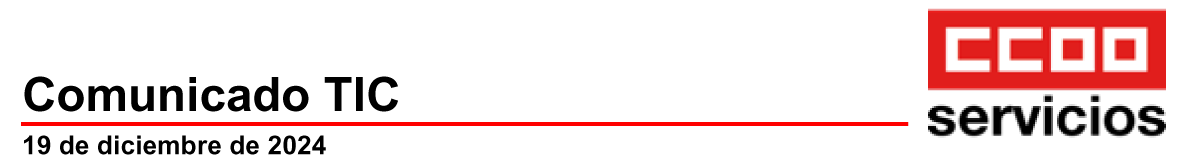 CCOO
servicios
Comunicado TIC
19 de diciembre de 2024